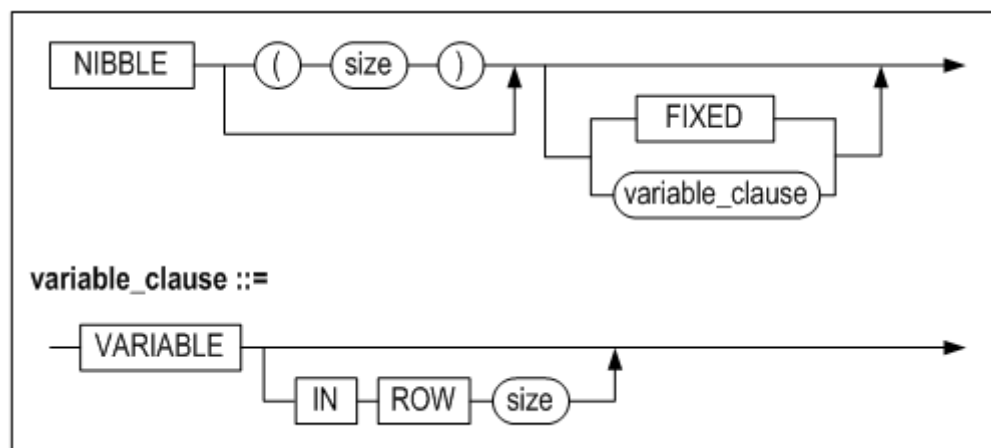 NIBBLE ( size )
FIXED
variable_clause
variable_clause ::=
VARIABLE
IN ROW size